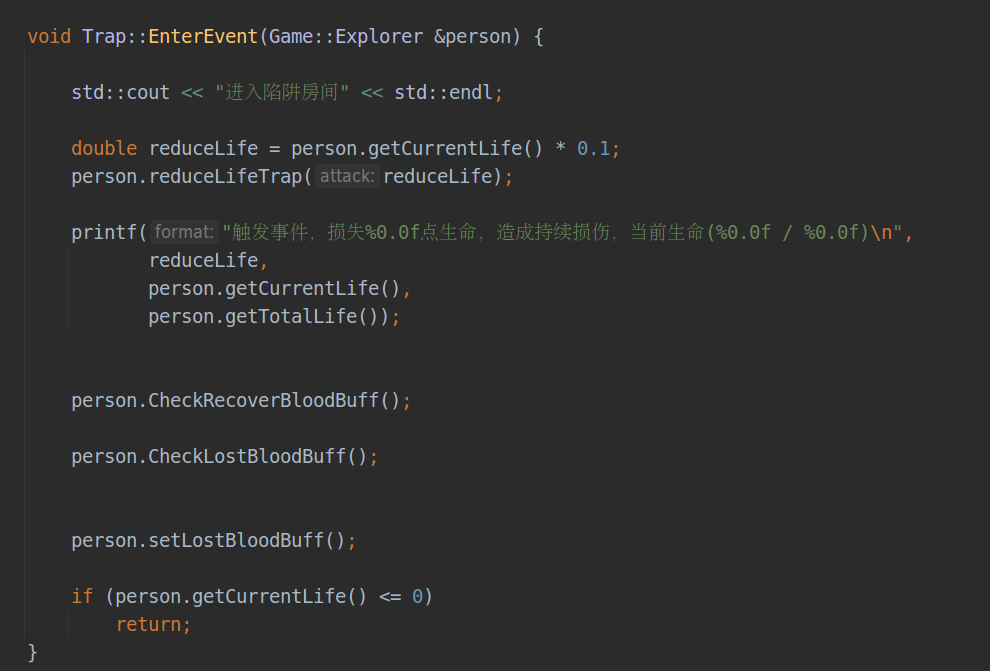 void Trap::EnterEvent(Game::Explorer &person) {
std::cout << "进入陷阱房间" << std::endl;
double reduceLife = person.getCurrentLife() * 0.1;
person.reduceLifeTrap( attack: reduceLife);
printf( format: "触发事件，损失%0.0f点生命，造成持续损伤，当前生命(%0.0f / %0.0f)\n",
reduceLife,
person.getCurrentLife(),
person.getTotalLife());
person.CheckRecoverBloodBuff();
person.CheckLostBloodBuff();
person.setLostBloodBuff();
if (person.getCurrentLife() <= 0)
return;
}